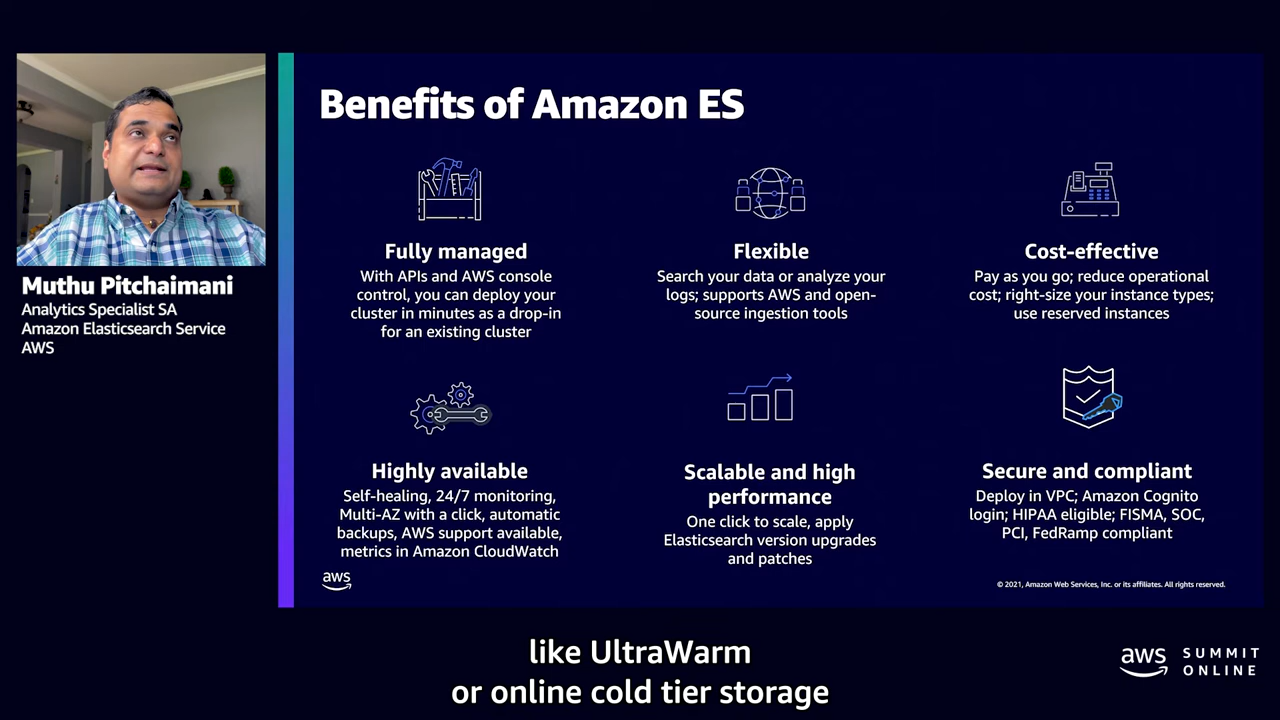 Muthu Pitchaimani
Analytics Specialist SA
Amazon Elasticsearch Service
AWS
Benefits of Amazon ES
Fully managed
With APIs and AWS console
control, you can deploy your
cluster in minutes as a drop-in
for an existing cluster
Flexible
Search your data or analyze your
logs; supports AWS and open-
source ingestion tools
Cost-effective
Pay as you go; reduce operational
cost; right-size your instance types;
use reserved instances
Highly available
Self-healing, 24/7 monitoring,
Multi-AZ with a click, automatic
backups, AWS support available,
metrics in Amazon CloudWatch
Scalable and high
performance
One click to scale, apply
Elasticsearch version upgrades
and patches
Secure and compliant
Deploy in VPC; Amazon Cognito
login; HIPAA eligible; FISMA, SOC,
PCI, FedRamp compliant
aws
© 2021, Amazon Web Services, Inc. or its affiliates. All rights reserved.
like UltraWarm
or online cold tier storage
aws
SUMMIT
ONLINE